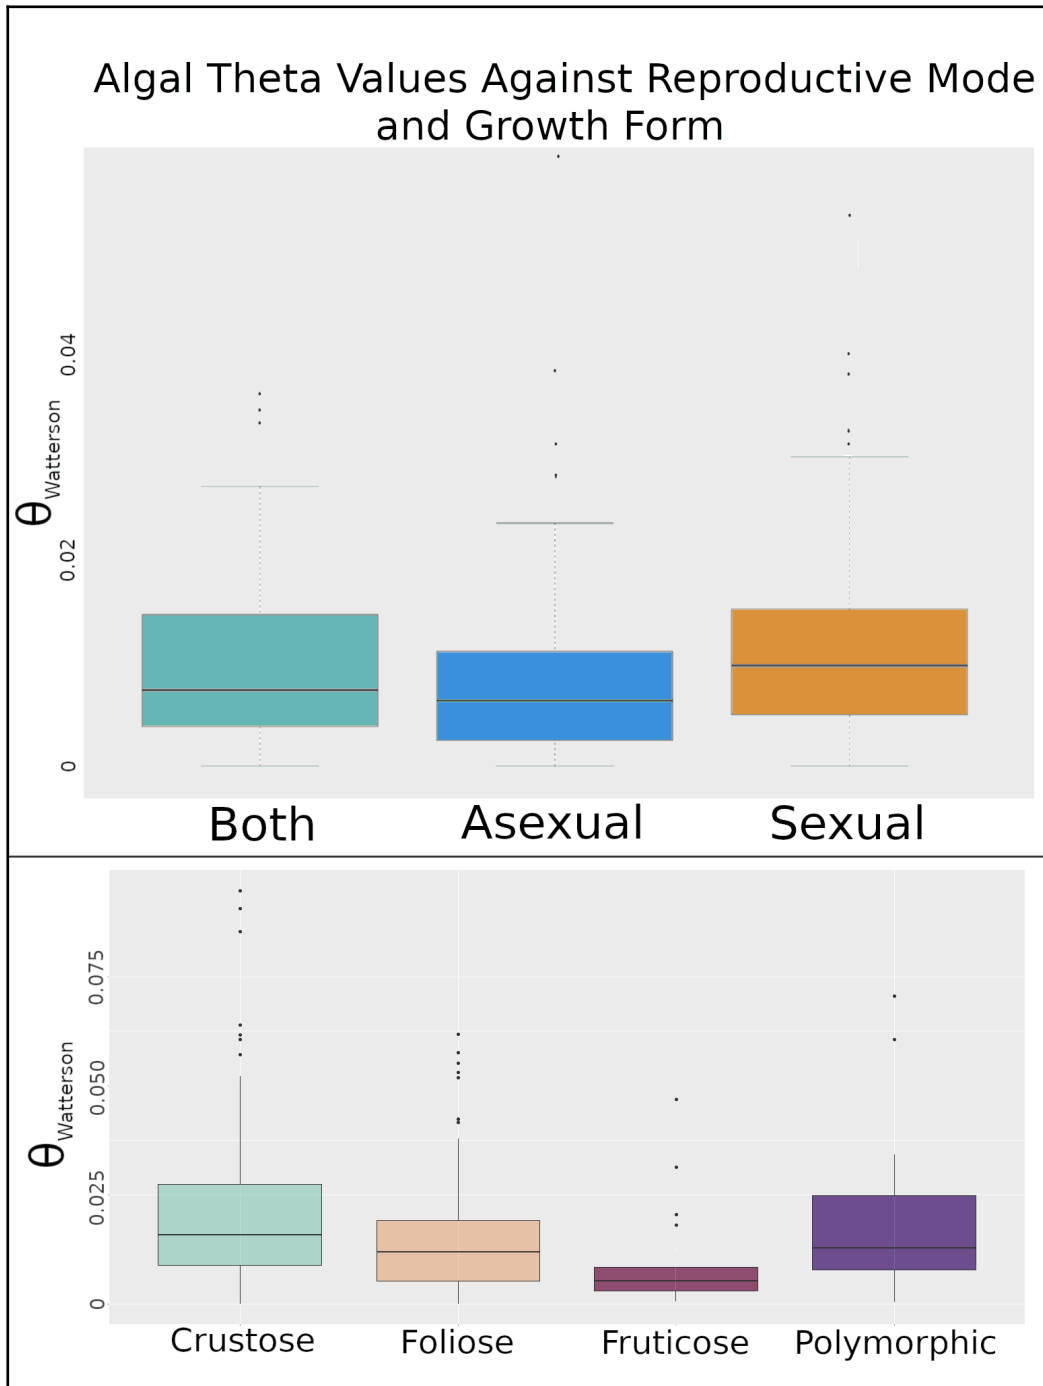 Algal Theta Values Against Reproductive Mode
and Growth Form
θWatterson
0.04
0.02
0
Both Asexual Sexual
θWatterson
0.075
0.050
0.025
0
Crustose Foliose Fruticose Polymorphic